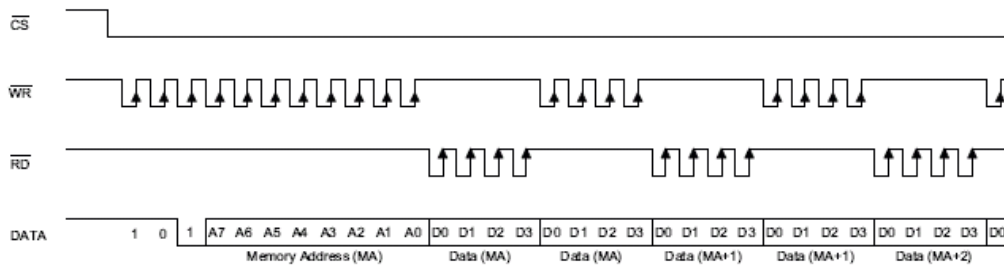 CS
WR
RD
DATA 1 0 1 A7 A6 A5 A4 A3 A2 A1 A0 D0 D1 D2 D3 D0 D1 D2 D3 D0 D1 D2 D3 D0 D1 D2 D3 D0 D1 D2 D3 D0
Memory Address (MA) Data (MA) Data (MA) Data (MA+1) Data (MA+1) Data (MA+2)